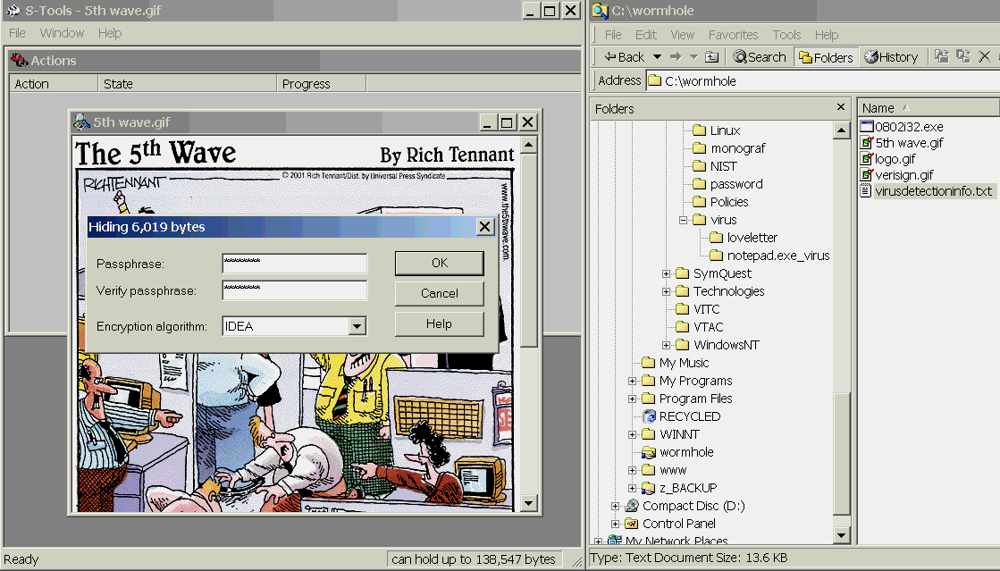 S-Tools - 5th wave.gif
File Window Help
Actions
Action State Progress
5th wave.gif
The 5th Wave By Rich Tennant
RICHTENNANT
© 2001 Rich Tennant/Dist. by Universal Press Syndicate
www.the5thwave.com
Hiding 6,019 bytes
Passphrase: ********
Verify passphrase: ********
Encryption algorithm: IDEA
OK
Cancel
Help
Ready
can hold up to 138,547 bytes
C:\wormhole
File Edit View Favorites Tools Help
Back Search Folders History
Address C:\wormhole
Folders
Linux
monograf
NIST
password
Policies
virus
loveletter
notepad.exe_virus
SymQuest
Technologies
VITC
VTAC
WindowsNT
My Music
My Programs
Program Files
RECYCLED
WINNT
wormhole
www
z_BACKUP
Compact Disc (D:)
Control Panel
My Network Places
Name
0802i32.exe
5th wave.gif
logo.gif
verisign.gif
virusdetectioninfo.txt
Type: Text Document Size: 13.6 KB